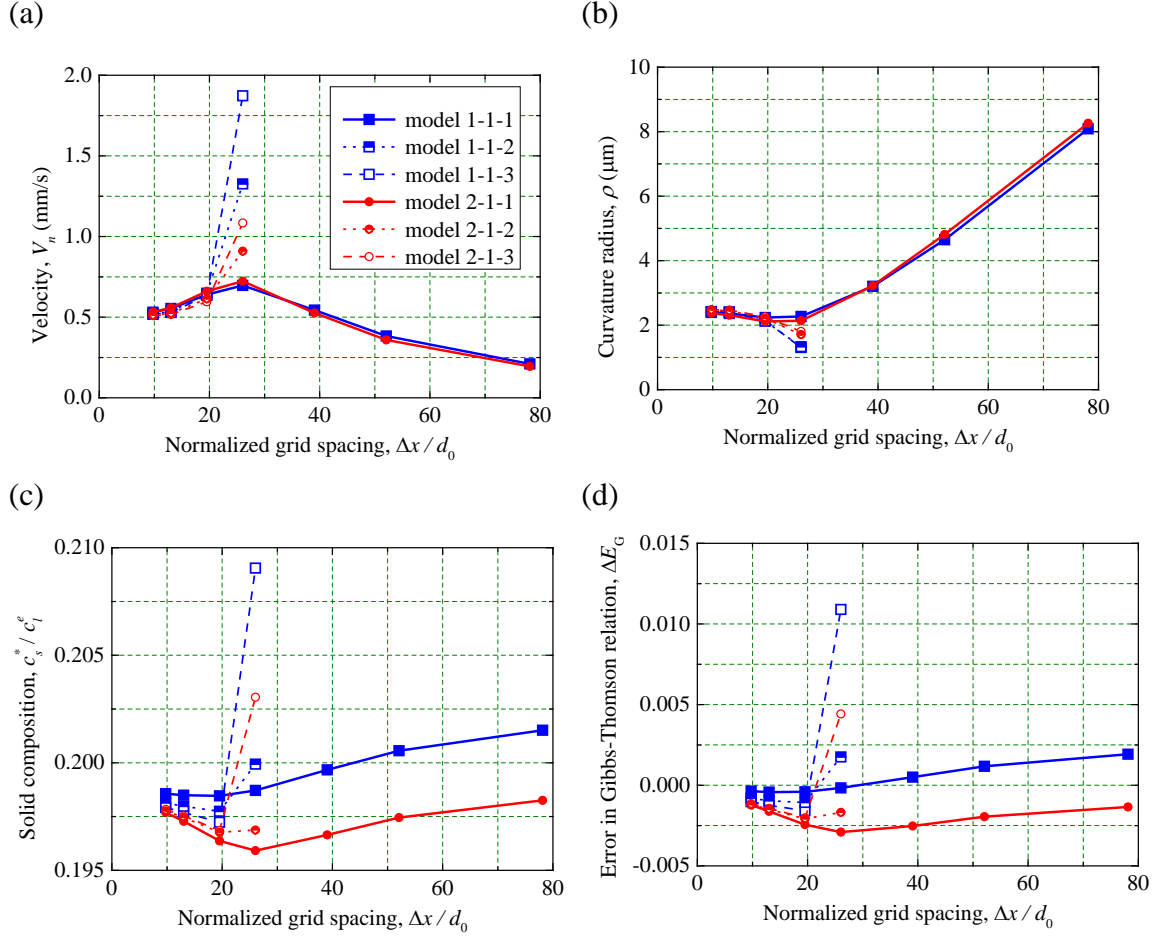 (a)
2.0
1.5
1.0
0.5
0.0
0 20 40 60 80
Velocity, Vn (mm/s)
Normalized grid spacing, Δx / d0
model 1-1-1
model 1-1-2
model 1-1-3
model 2-1-1
model 2-1-2
model 2-1-3
(b)
10
8
6
4
2
0
0 20 40 60 80
Curvature radius, ρ (μm)
Normalized grid spacing, Δx / d0
(c)
0.210
0.205
0.200
0.195
0 20 40 60 80
Solid composition, cs* / cle
Normalized grid spacing, Δx / d0
(d)
0.015
0.010
0.005
0.000
-0.005
0 20 40 60 80
Error in Gibbs-Thomson relation, ΔEG
Normalized grid spacing, Δx / d0